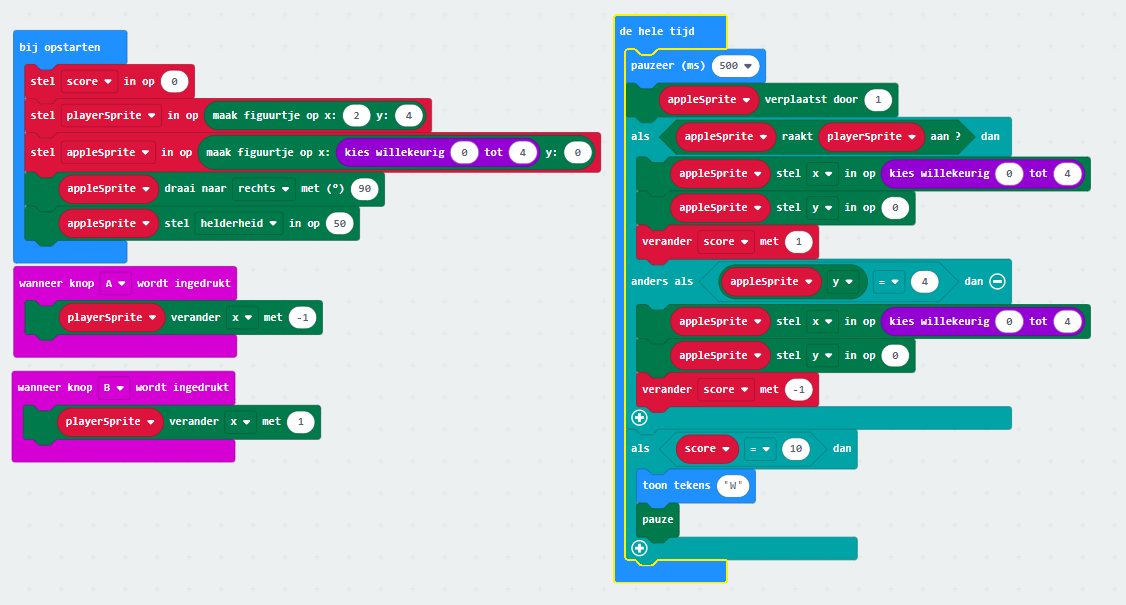 bij opstarten
stel score in op 0
stel playerSprite in op maak figuurtje op x: 2 y: 4
stel appleSprite in op maak figuurtje op x: kies willekeurig 0 tot 4 y: 0
appleSprite draai naar rechts met (º) 90
appleSprite stel helderheid in op 50
wanneer knop A wordt ingedrukt
playerSprite verander x met -1
wanneer knop B wordt ingedrukt
playerSprite verander x met 1
de hele tijd
pauzeer (ms) 500
appleSprite verplaatst door 1
als appleSprite raakt playerSprite aan ? dan
appleSprite stel x in op kies willekeurig 0 tot 4
appleSprite stel y in op 0
verander score met 1
anders als appleSprite y = 4 dan
appleSprite stel x in op kies willekeurig 0 tot 4
appleSprite stel y in op 0
verander score met -1
als score = 10 dan
toon tekens "W"
pauze